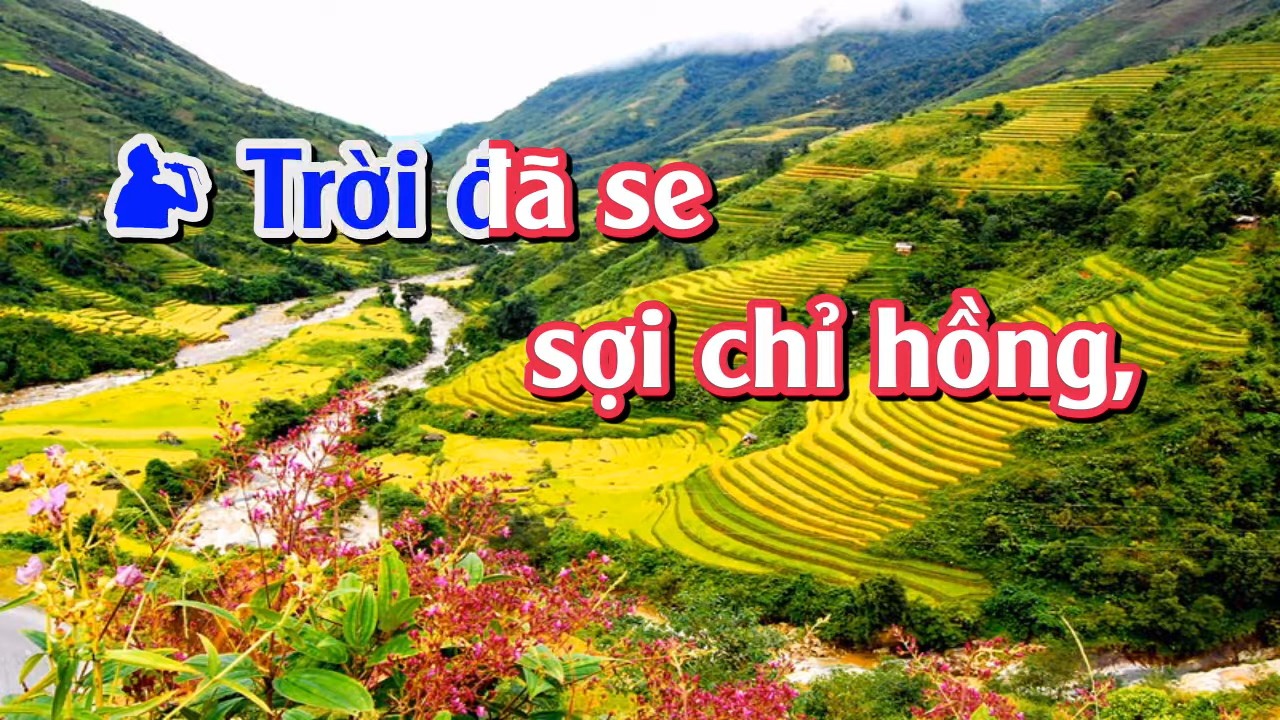 Trời đã se
sợi chỉ hồng,